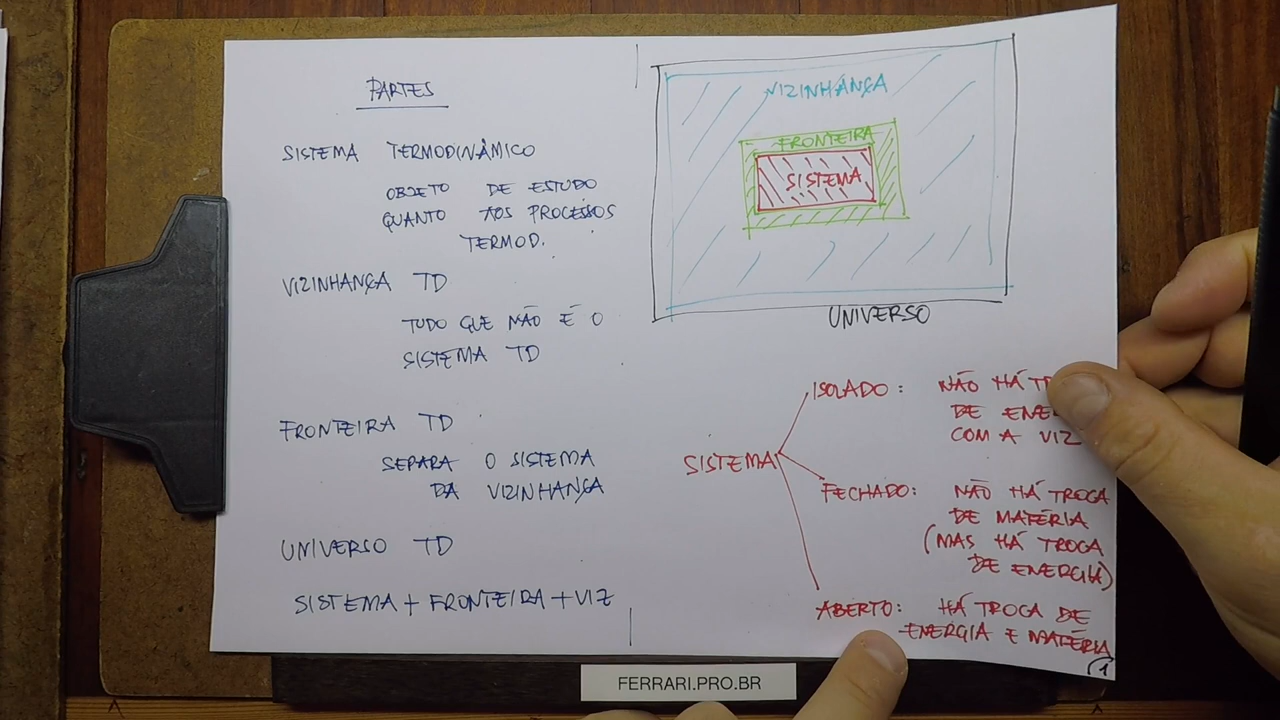 PARTES
SISTEMA TERMODINÂMICO
OBJETO DE ESTUDO
QUANTO AOS PROCESSOS
TERMOD.
VIZINHANÇA TD
TUDO QUE NÃO É O
SISTEMA TD
FRONTEIRA TD
SEPARA O SISTEMA
DA VIZINHANÇA
UNIVERSO TD
SISTEMA + FRONTEIRA + VIZ
VIZINHANÇA
FRONTEIRA
SISTEMA
UNIVERSO
SISTEMA
ISOLADO: NÃO HÁ
DE
COM A VIZ
FECHADO: NÃO HÁ TROCA
DE MATÉRIA
(MAS HÁ TROCA
DE ENERGIA)
ABERTO: HÁ TROCA DE
ENERGIA E MATÉRIA
1
FERRARI.PRO.BR